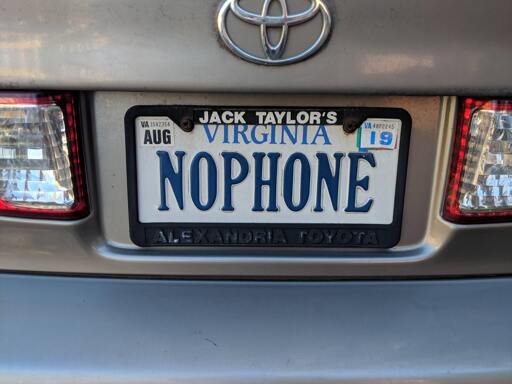 JACK TAYLOR'S
VIRGINIA
AUG
19
NOPHONE
ALEXANDRIA TOYOTA